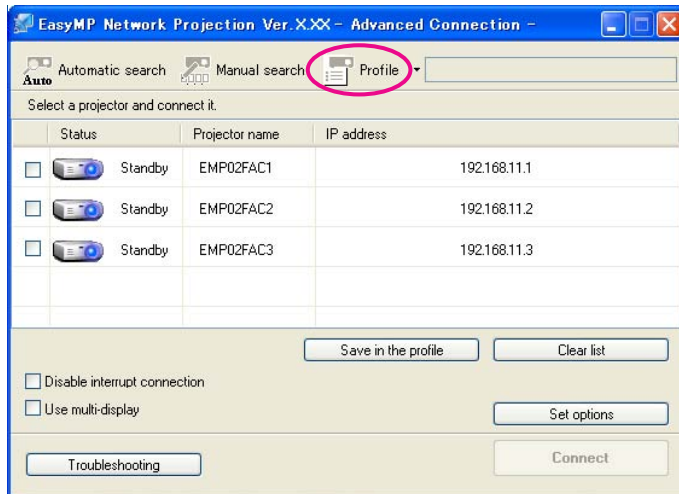 EasyMP Network Projection Ver.X.XX - Advanced Connection -
Auto Automatic search Manual search Profile
Select a projector and connect it.
Status Projector name IP address
Standby EMP02FAC1 192.168.11.1
Standby EMP02FAC2 192.168.11.2
Standby EMP02FAC3 192.168.11.3
Save in the profile Clear list
Disable interrupt connection
Use multi-display
Set options
Troubleshooting Connect